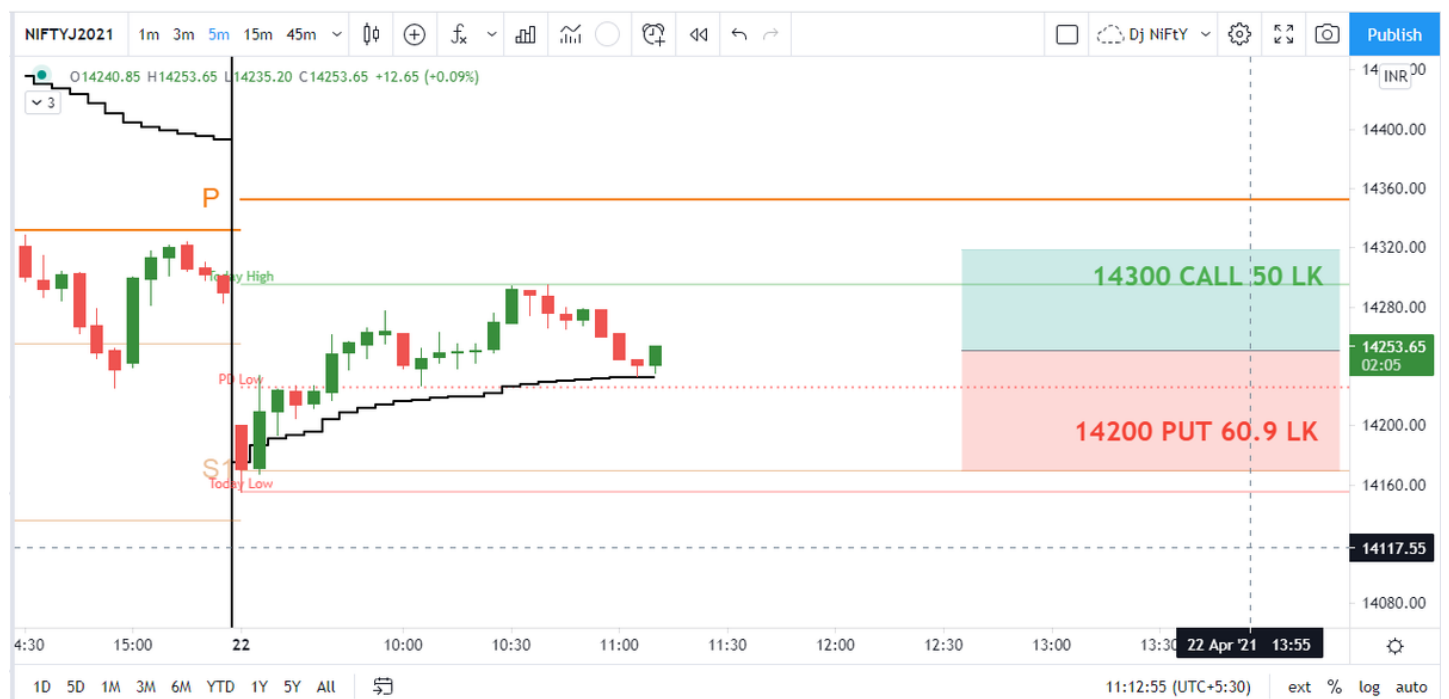 NIFTYJ2021 1m 3m 5m 15m 45m Dj NiFtY Publish
O14240.85 H14253.65 L14235.20 C14253.65 +12.65 (+0.09%)
INR
3
14400.00
P
14360.00
14320.00
Today High
14300 CALL 50 LK
14280.00
14253.65
02:05
PD Low
14200 PUT 60.9 LK
14200.00
S1
Today Low
14160.00
14117.55
14080.00
4:30 15:00 22 10:00 10:30 11:00 11:30 12:00 12:30 13:00 13:30 22 Apr '21 13:55
1D 5D 1M 3M 6M YTD 1Y 5Y All 11:12:55 (UTC+5:30) ext % log auto